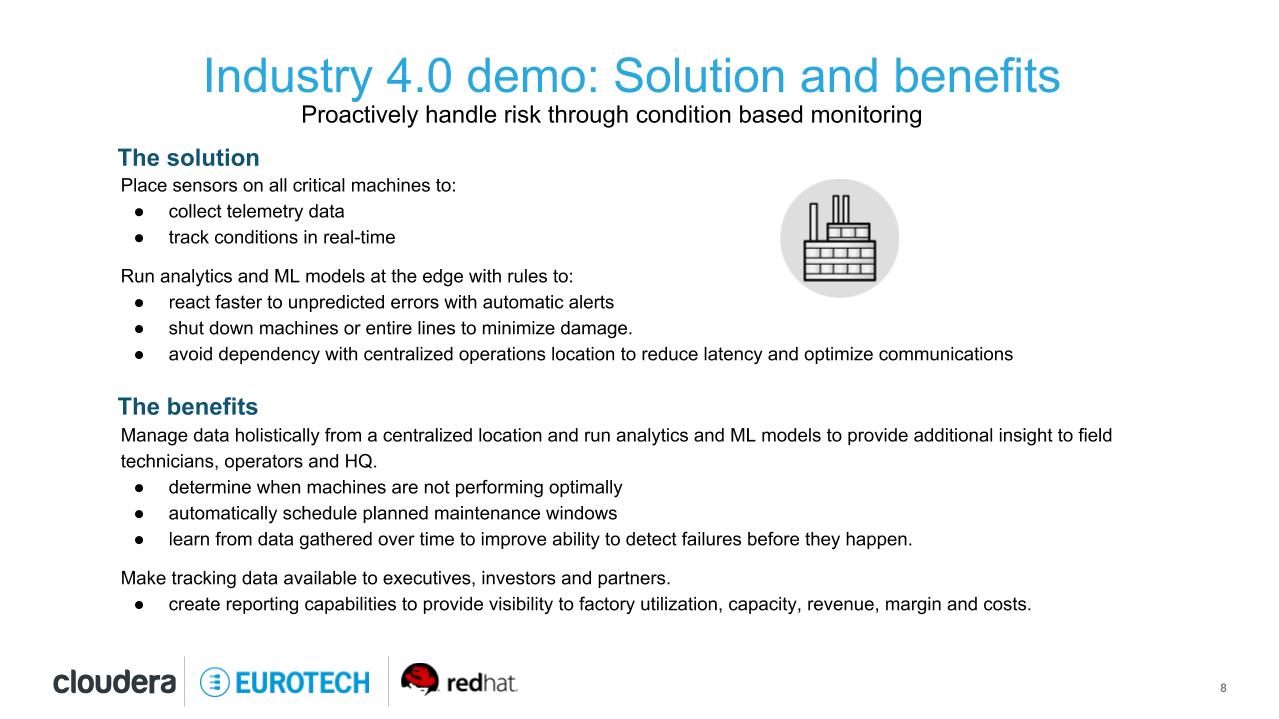 Industry 4.0 demo: Solution and benefits
Proactively handle risk through condition based monitoring
The solution
Place sensors on all critical machines to:
● collect telemetry data
● track conditions in real-time
Run analytics and ML models at the edge with rules to:
● react faster to unpredicted errors with automatic alerts
● shut down machines or entire lines to minimize damage.
● avoid dependency with centralized operations location to reduce latency and optimize communications
The benefits
Manage data holistically from a centralized location and run analytics and ML models to provide additional insight to field
technicians, operators and HQ.
● determine when machines are not performing optimally
● automatically schedule planned maintenance windows
● learn from data gathered over time to improve ability to detect failures before they happen.
Make tracking data available to executives, investors and partners.
● create reporting capabilities to provide visibility to factory utilization, capacity, revenue, margin and costs.
cloudera EUROTECH redhat.
8